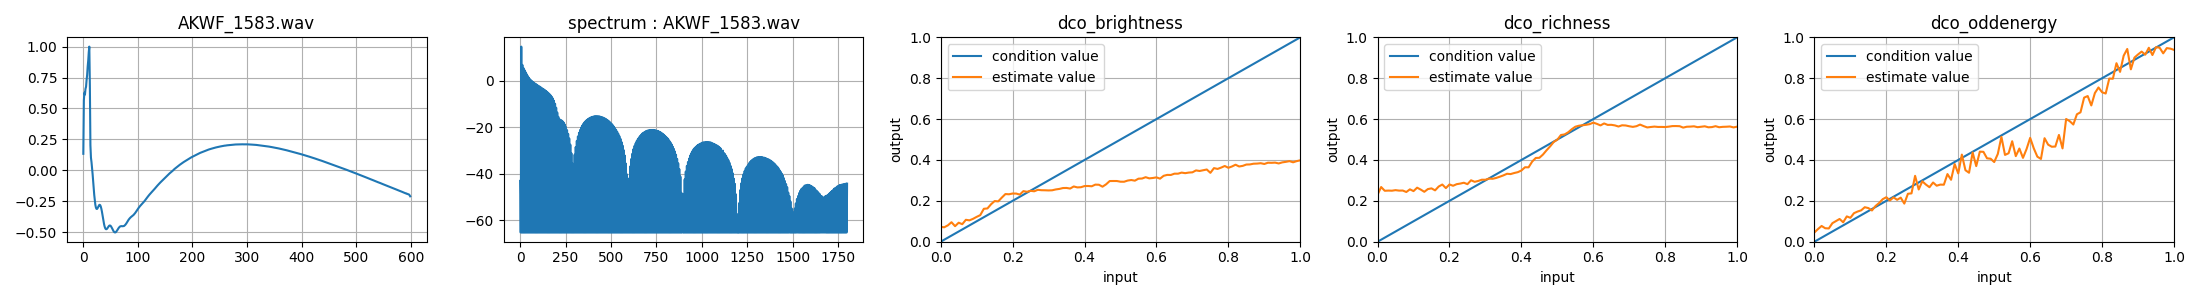 AKWF_1583.wav
1.00
0.75
0.50
0.25
0.00
−0.25
−0.50
0 100 200 300 400 500 600
spectrum : AKWF_1583.wav
0
−20
−40
−60
0 250 500 750 1000 1250 1500 1750
dco_brightness
condition value
estimate value
output
1.0
0.8
0.6
0.4
0.2
0.0
0.0 0.2 0.4 0.6 0.8 1.0
input
dco_richness
condition value
estimate value
output
1.0
0.8
0.6
0.4
0.2
0.0
0.0 0.2 0.4 0.6 0.8 1.0
input
dco_oddenergy
condition value
estimate value
output
1.0
0.8
0.6
0.4
0.2
0.0
0.0 0.2 0.4 0.6 0.8 1.0
input